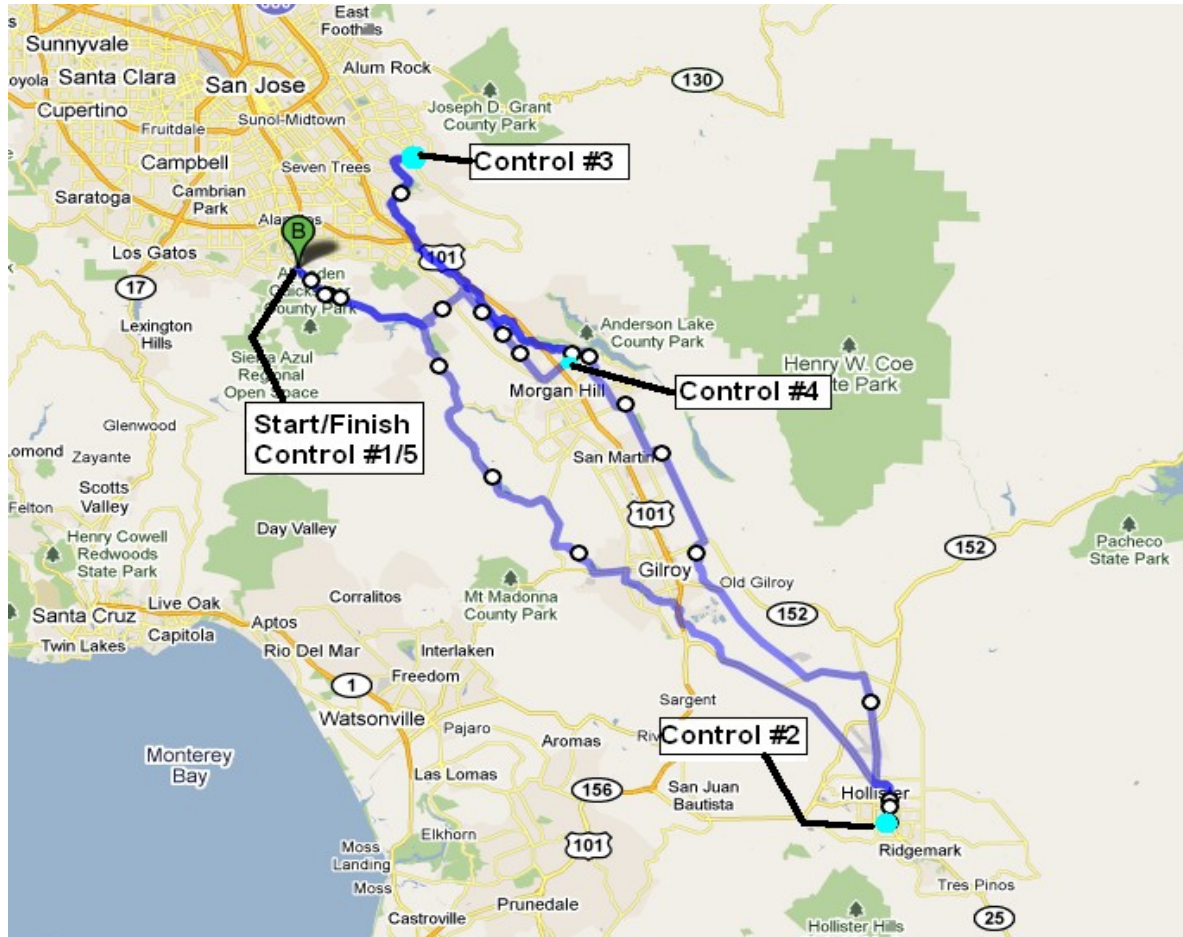 East
Foothills
Sunnyvale
Santa Clara
San Jose
Alum Rock
130
Cupertino
Sunol-Midtown
Joseph D. Grant
County Park
Fruitdale
Campbell
Seven Trees
Control #3
Saratoga
Cambrian
Park
B
Los Gatos
101
17
County Park
Lexington
Hills
Anderson Lake
County Park
Sierra Azul
Regional
Open Space
Henry W. Coe
State Park
Morgan Hill
Control #4
Start/Finish
Control #1/5
Glenwood
Lomond
Zayante
San Martin
Scotts
Valley
Felton
101
Day Valley
Henry Cowell
Redwoods
State Park
152
Pacheco
State Park
Gilroy
Old Gilroy
Mt Madonna
County Park
Corralitos
Santa Cruz
Live Oak
Capitola
Aptos
152
Twin Lakes
Rio Del Mar
Interlaken
Freedom
1
Watsonville
Sargent
Pajaro
Aromas
Control #2
Monterey
Bay
Las Lomas
156
San Juan
Bautista
Hollister
Elkhorn
101
Ridgemark
Moss
Landing
Moss
Tres Pinos
Prunedale
Castroville
Hollister Hills
25